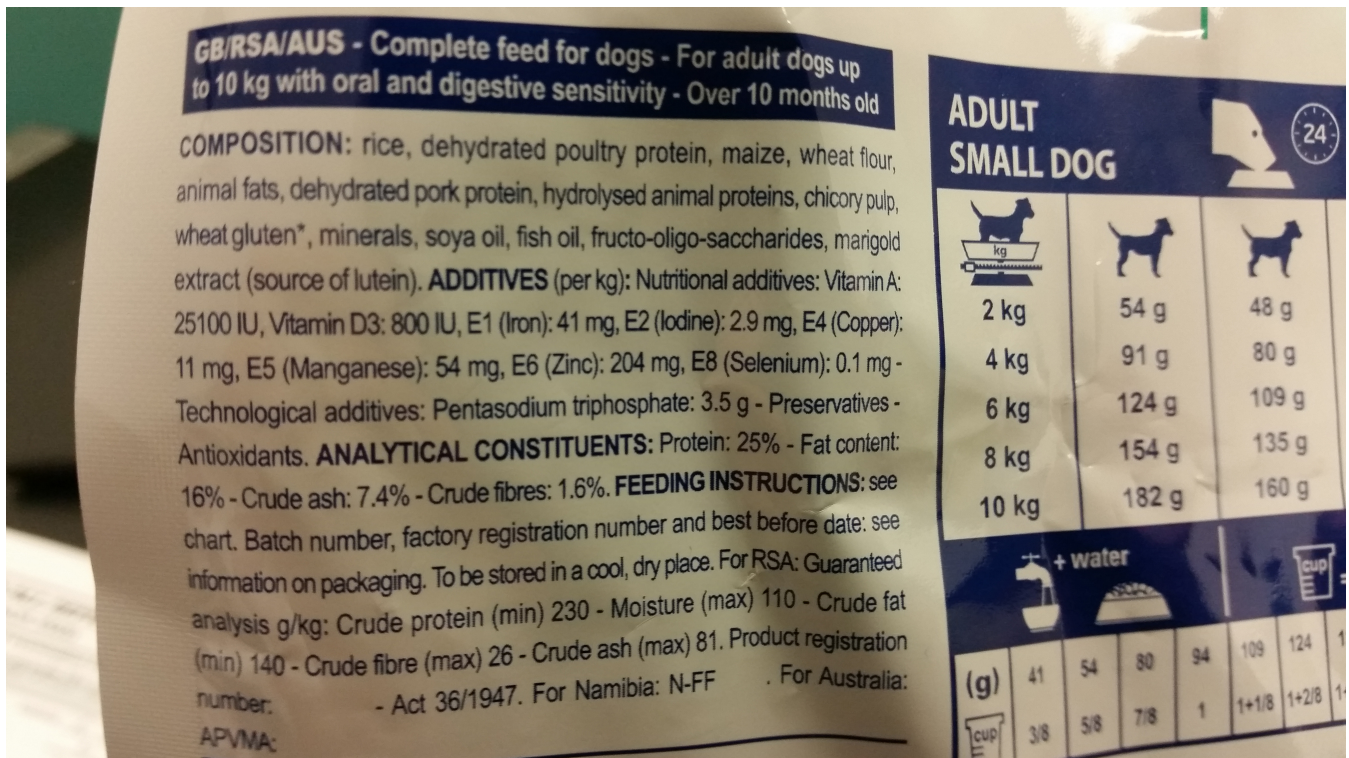 GB/RSA/AUS - Complete feed for dogs - For adult dogs up
to 10 kg with oral and digestive sensitivity - Over 10 months old
COMPOSITION: rice, dehydrated poultry protein, maize, wheat flour,
animal fats, dehydrated pork protein, hydrolysed animal proteins, chicory pulp,
wheat gluten*, minerals, soya oil, fish oil, fructo-oligo-saccharides, marigold
extract (source of lutein). ADDITIVES (per kg): Nutritional additives: Vitamin A:
25100 IU, Vitamin D3: 800 IU, E1 (Iron): 41 mg, E2 (Iodine): 2.9 mg, E4 (Copper):
11 mg, E5 (Manganese): 54 mg, E6 (Zinc): 204 mg, E8 (Selenium): 0.1 mg -
Technological additives: Pentasodium triphosphate: 3.5 g - Preservatives -
Antioxidants. ANALYTICAL CONSTITUENTS: Protein: 25% - Fat content:
16% - Crude ash: 7.4% - Crude fibres: 1.6%. FEEDING INSTRUCTIONS: see
chart. Batch number, factory registration number and best before date: see
information on packaging. To be stored in a cool, dry place. For RSA: Guaranteed
analysis g/kg: Crude protein (min) 230 - Moisture (max) 110 - Crude fat
(min) 140 - Crude fibre (max) 26 - Crude ash (max) 81. Product registration
number: - Act 36/1947. For Namibia: N-FF . For Australia:
APVMA:
ADULT
SMALL DOG
24
kg
2 kg 54 g 48 g
4 kg 91 g 80 g
6 kg 124 g 109 g
8 kg 154 g 135 g
10 kg 182 g 160 g
+ water cup =
(g) 41 54 80 94 109 124
cup 3/8 5/8 7/8 1 1+1/8 1+2/8